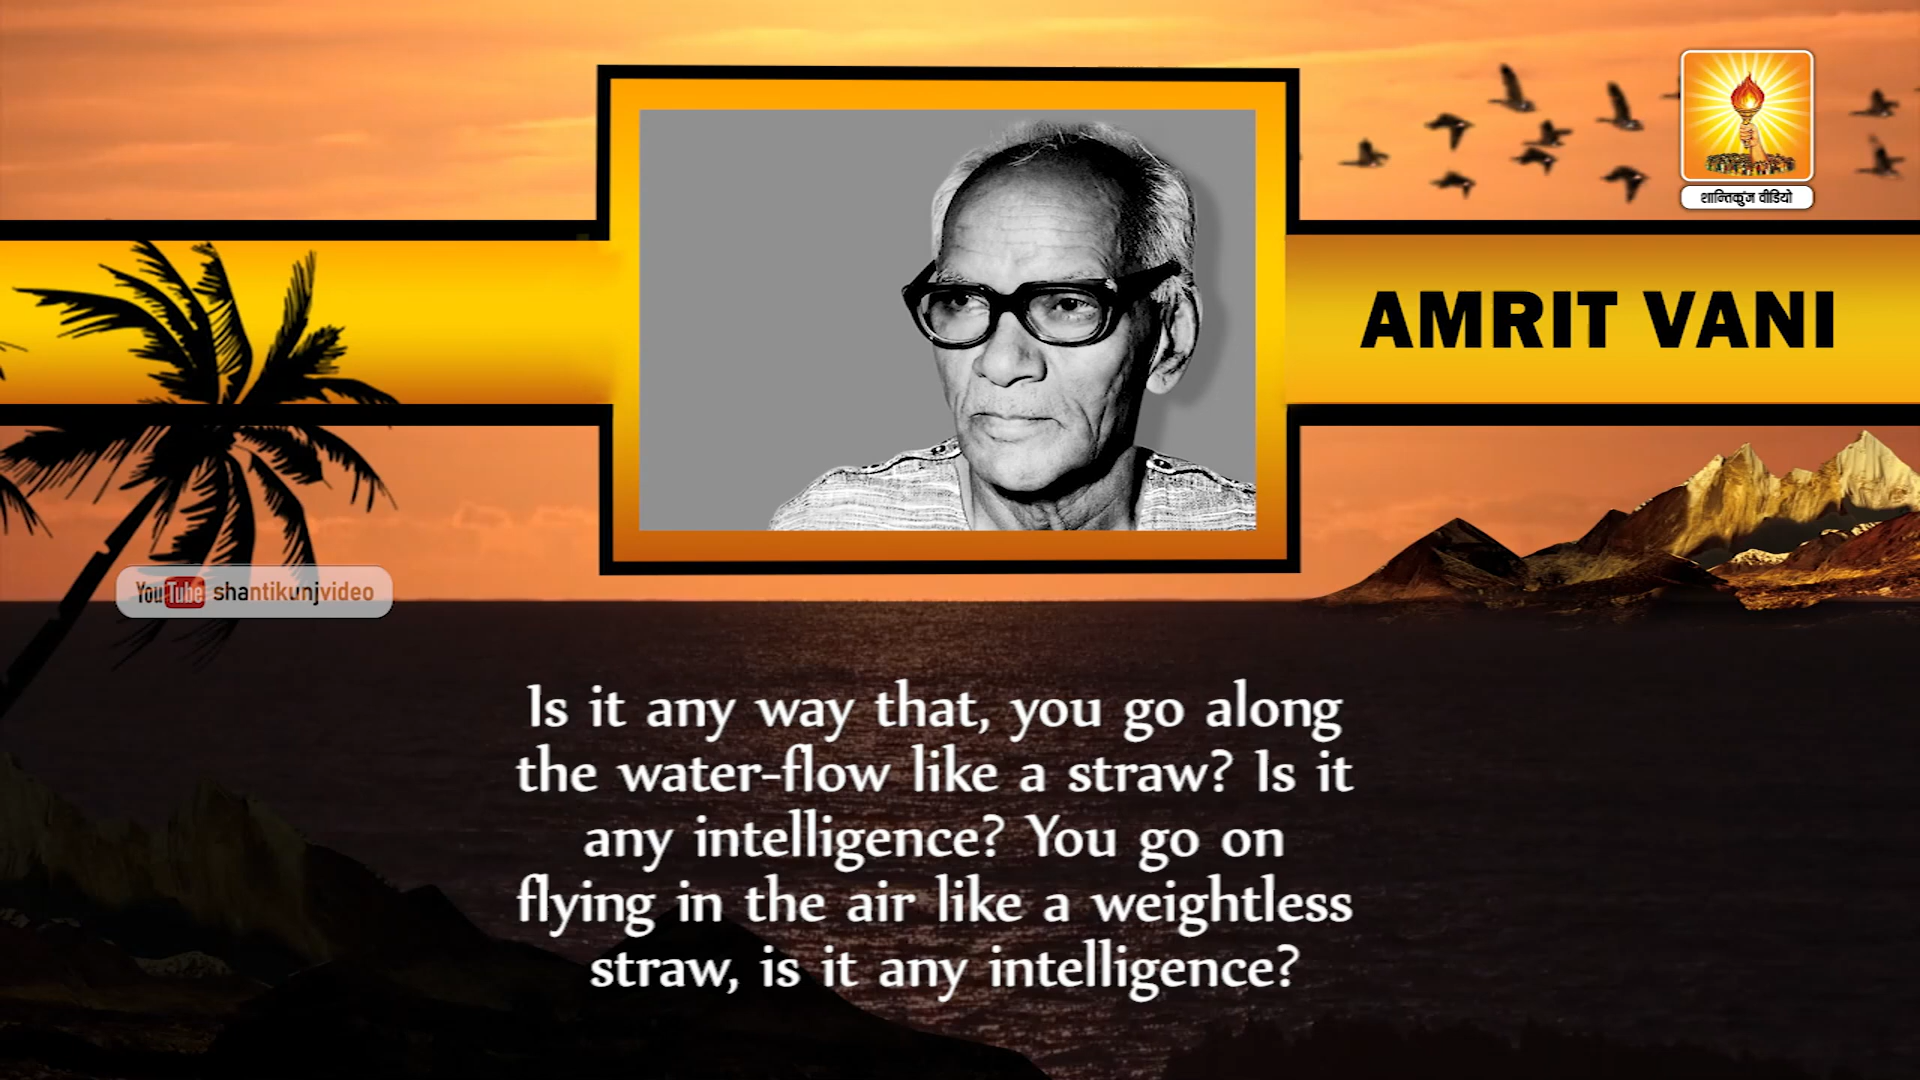 शान्तिकुंज वीडियो
AMRIT VANI
YouTube shantikunjvideo
Is it any way that, you go along
the water-flow like a straw? Is it
any intelligence? You go on
flying in the air like a weightless
straw, is it any intelligence?